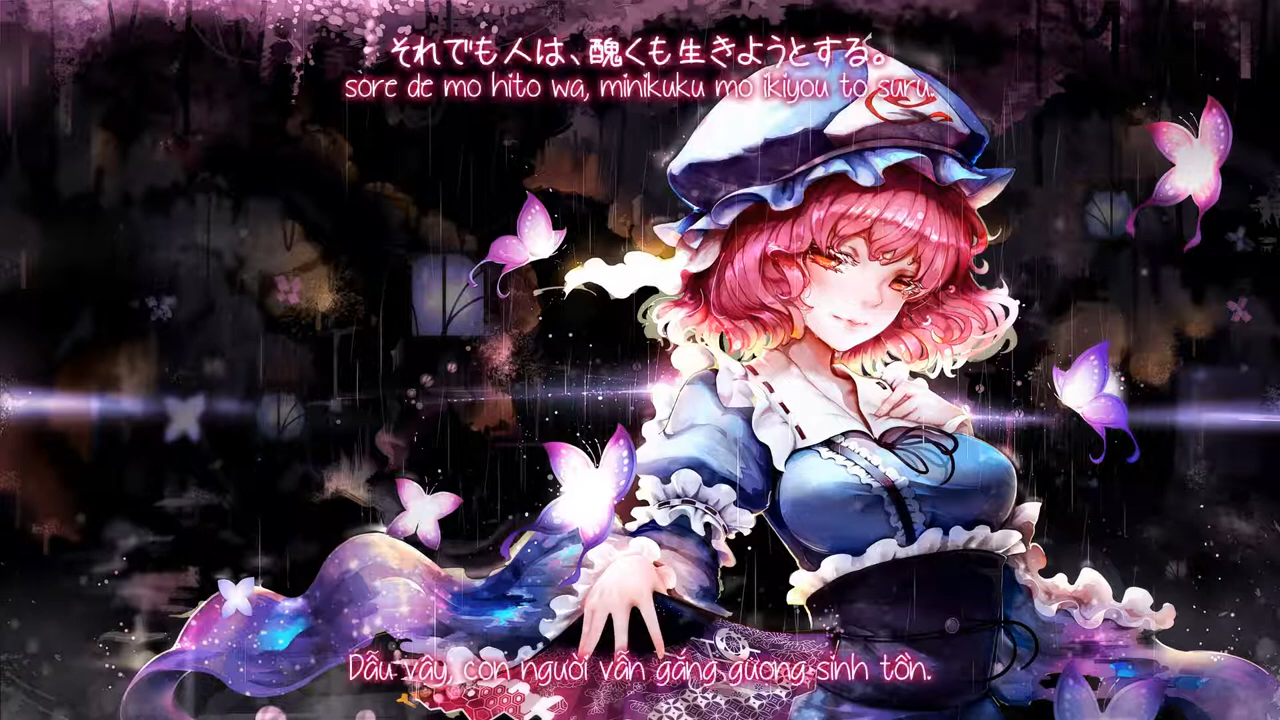 それでも人は、醜くも生きようとする。
sore de mo hito wa, minikuku mo ikiyou to suru.
Dẫu vậy, con người vẫn gắng gượng sinh tồn.